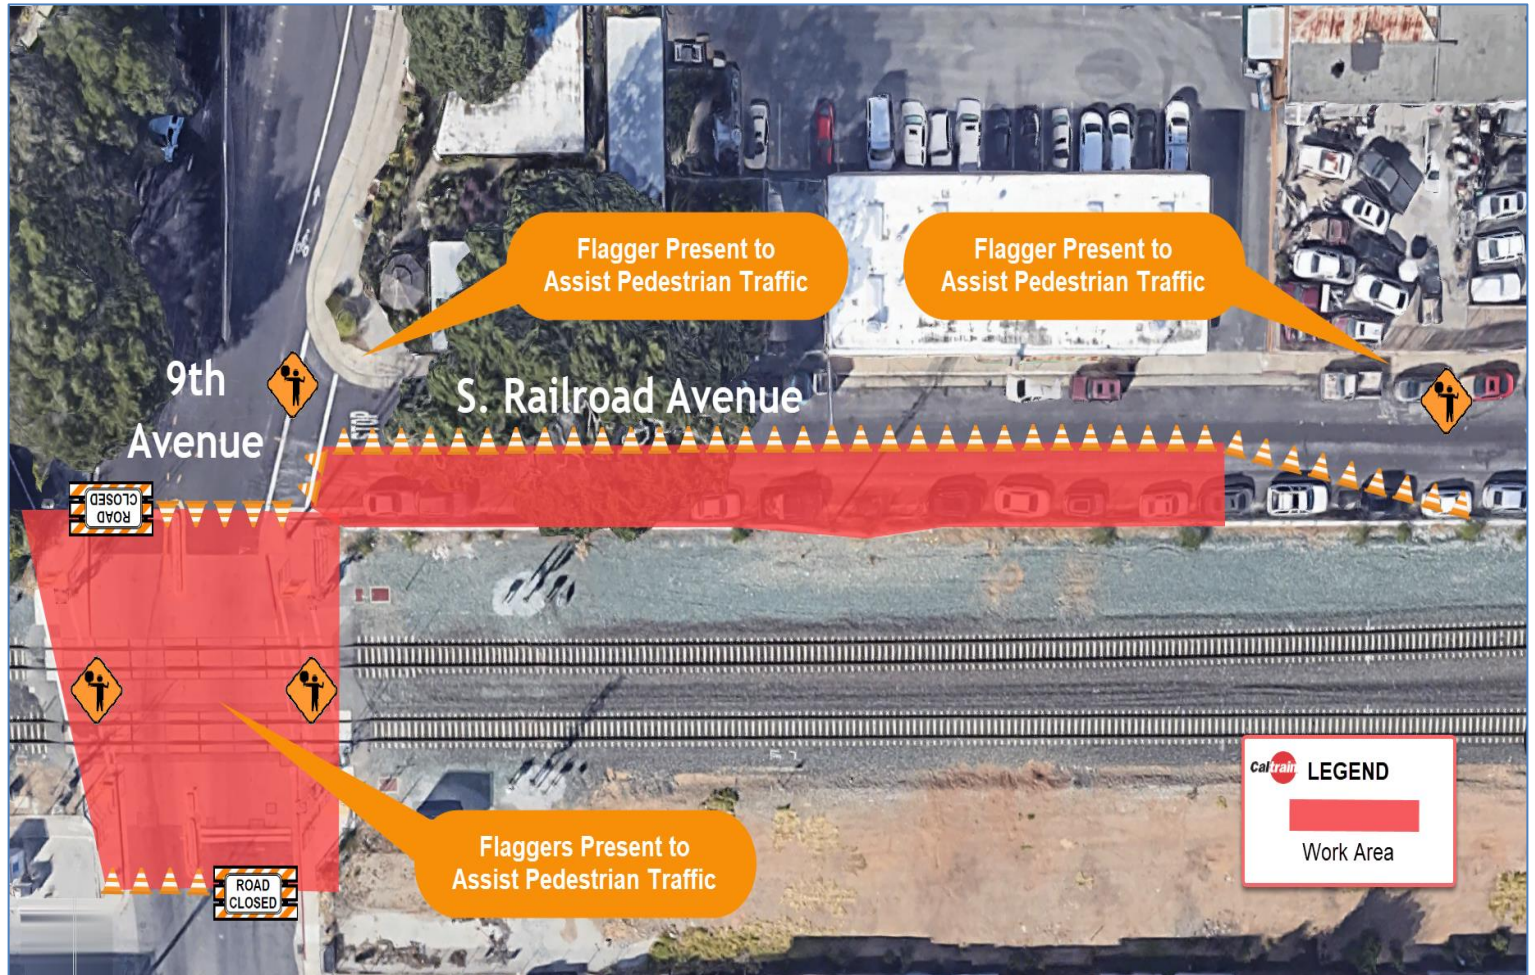 Flagger Present to
Assist Pedestrian Traffic
Flagger Present to
Assist Pedestrian Traffic
9th
Avenue
S. Railroad Avenue
STOP
ROAD
CLOSED
Caltrain LEGEND
Work Area
Flaggers Present to
Assist Pedestrian Traffic
ROAD
CLOSED